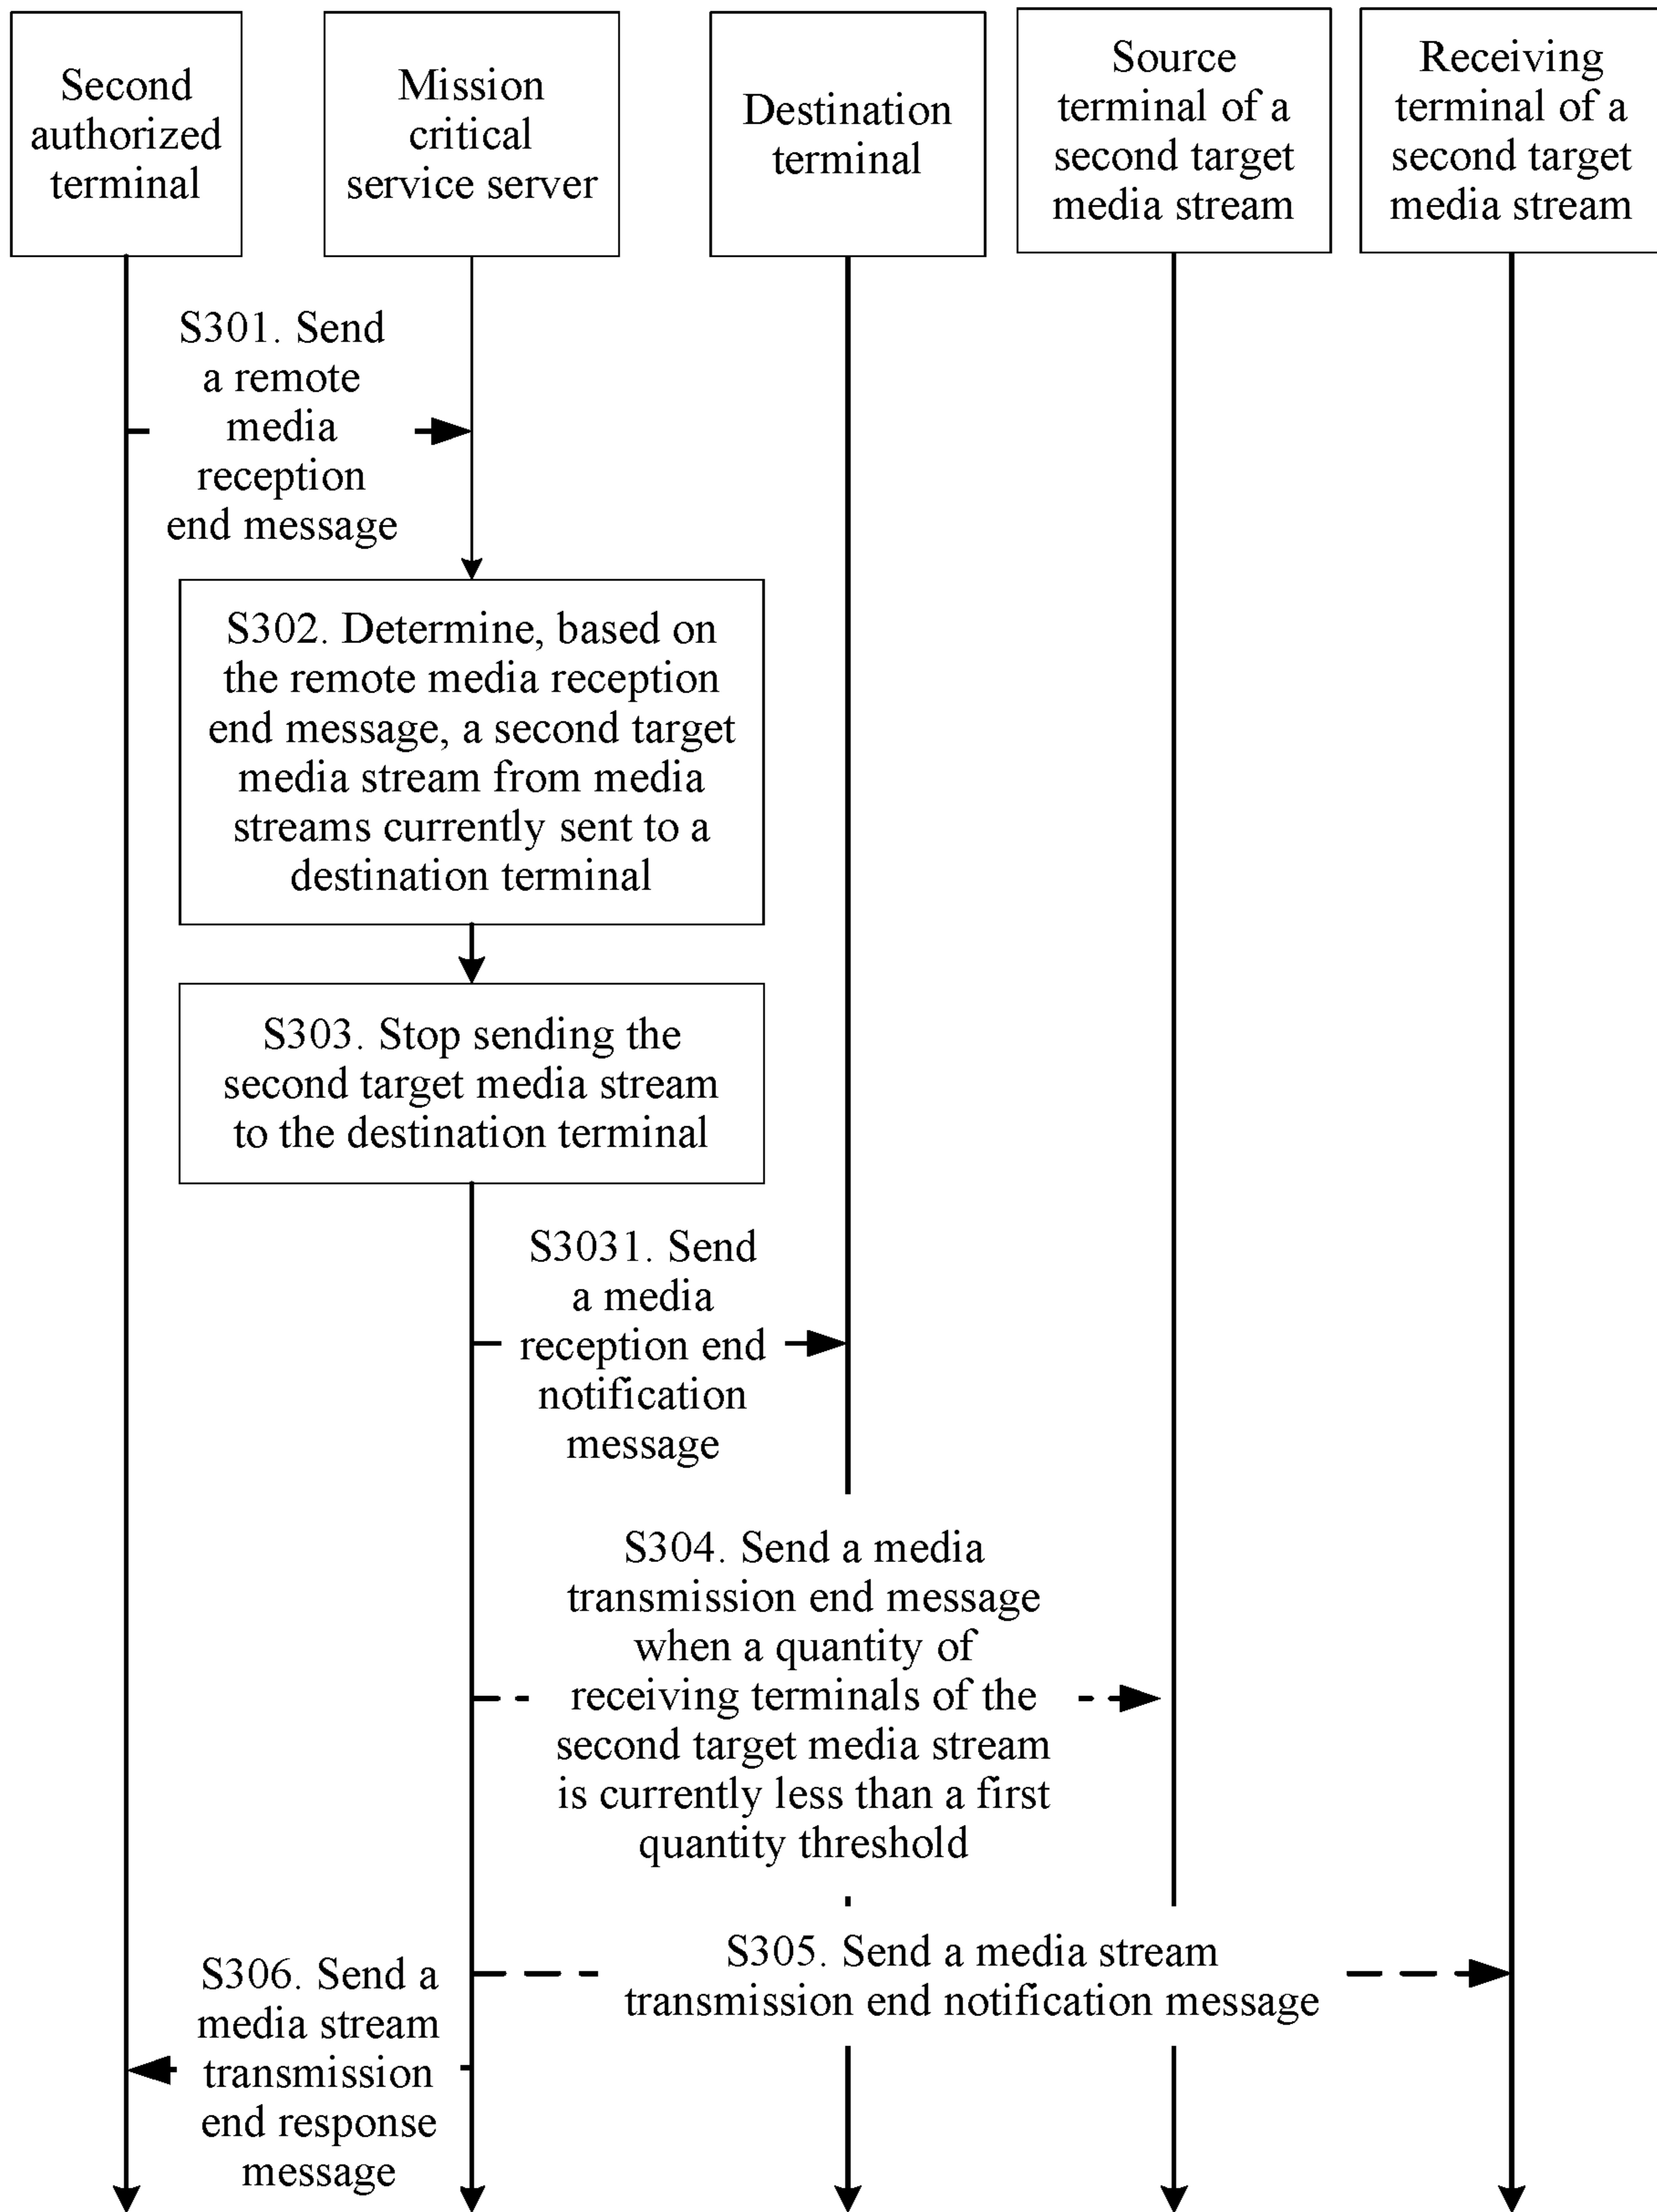 Second
authorized
terminal
Mission
critical
service server
Destination
terminal
Source
terminal of a
second target
media stream
Receiving
terminal of a
second target
media stream
S301. Send
a remote
media
reception
end message
S302. Determine, based on
the remote media reception
end message, a second target
media stream from media
streams currently sent to a
destination terminal
S303. Stop sending the
second target media stream
to the destination terminal
S3031. Send
a media
reception end
notification
message
S304. Send a media
transmission end message
when a quantity of
receiving terminals of the
second target media stream
is currently less than a first
quantity threshold
S305. Send a media stream
transmission end notification message
S306. Send a
media stream
transmission
end response
message